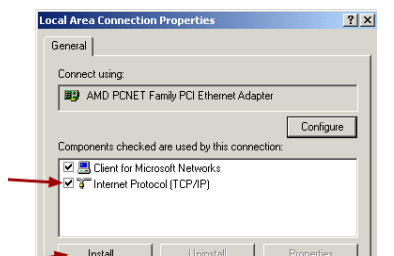 Local Area Connection Properties
General
Connect using:
AMD PCNET Family PCI Ethernet Adapter
Configure
Components checked are used by this connection:
Client for Microsoft Networks
Internet Protocol (TCP/IP)
Install
Uninstall
Properties